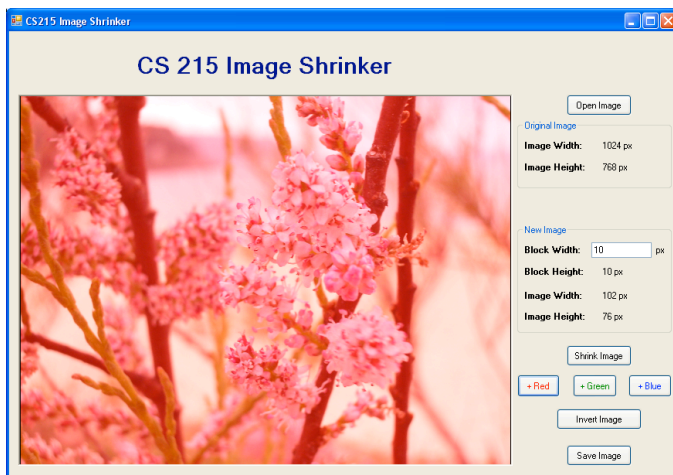 CS215 Image Shrinker
CS 215 Image Shrinker
Open Image
Original Image
Image Width: 1024 px
Image Height: 768 px
New Image
Block Width: 10 px
Block Height: 10 px
Image Width: 102 px
Image Height: 76 px
Shrink Image
+ Red + Green + Blue
Invert Image
Save Image